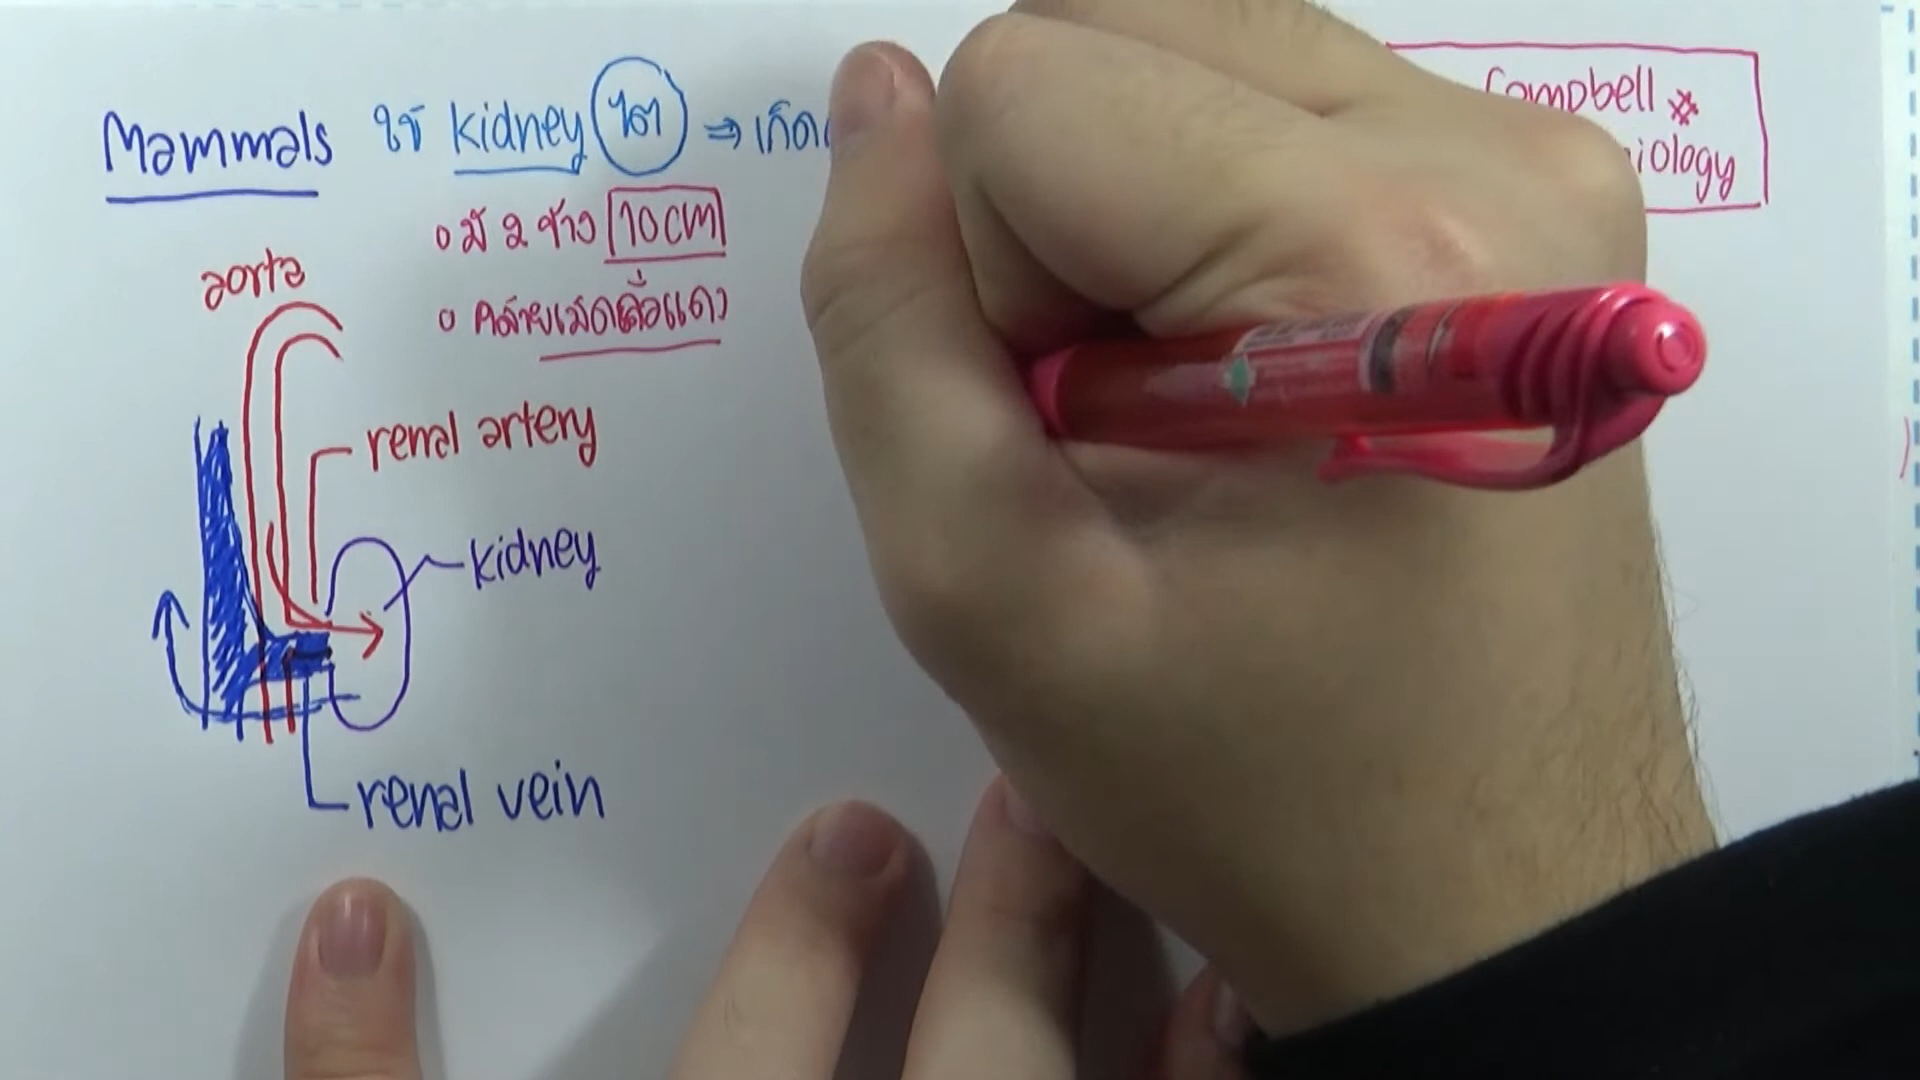 Mammals ใช้ kidney ไต ⇒ เกิด
Campbell *
iology
o มี 2 ข้าง 10 cm
o คล้ายเม็ดถั่วแดง
aorta
renal artery
kidney
renal vein